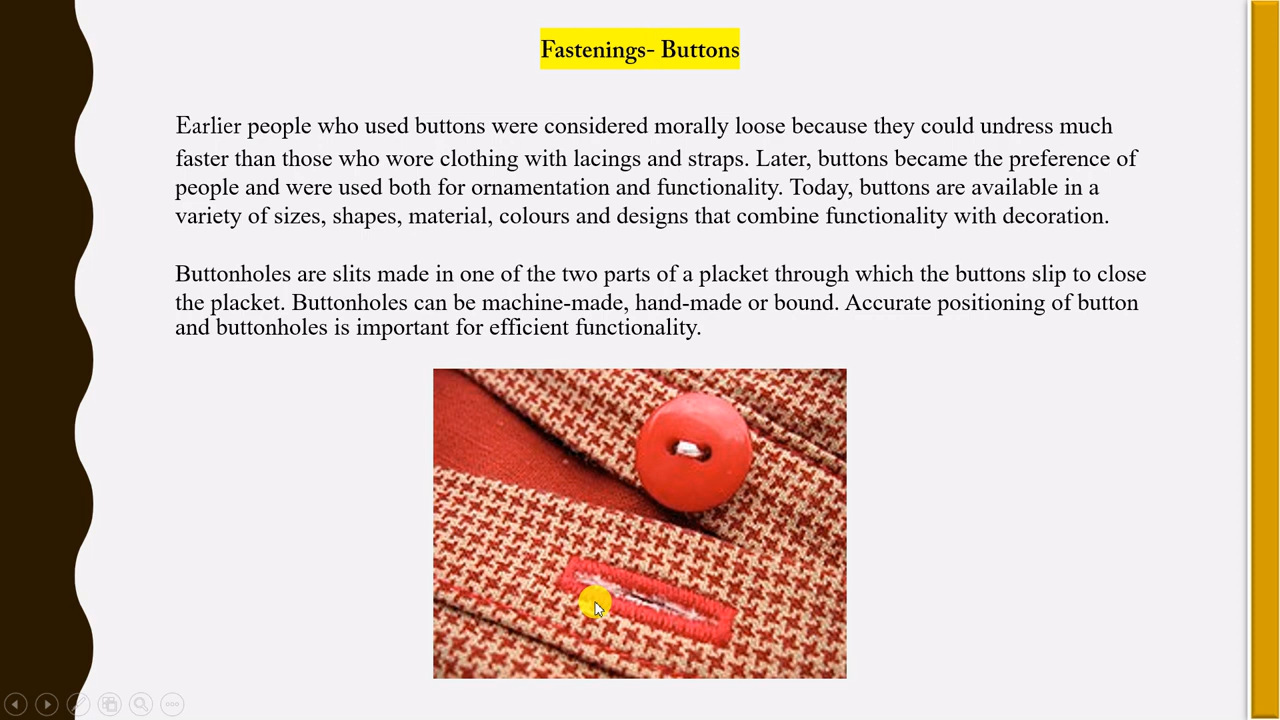 Fastenings- Buttons
Earlier people who used buttons were considered morally loose because they could undress much
faster than those who wore clothing with lacings and straps. Later, buttons became the preference of
people and were used both for ornamentation and functionality. Today, buttons are available in a
variety of sizes, shapes, material, colours and designs that combine functionality with decoration.
Buttonholes are slits made in one of the two parts of a placket through which the buttons slip to close
the placket. Buttonholes can be machine-made, hand-made or bound. Accurate positioning of button
and buttonholes is important for efficient functionality.